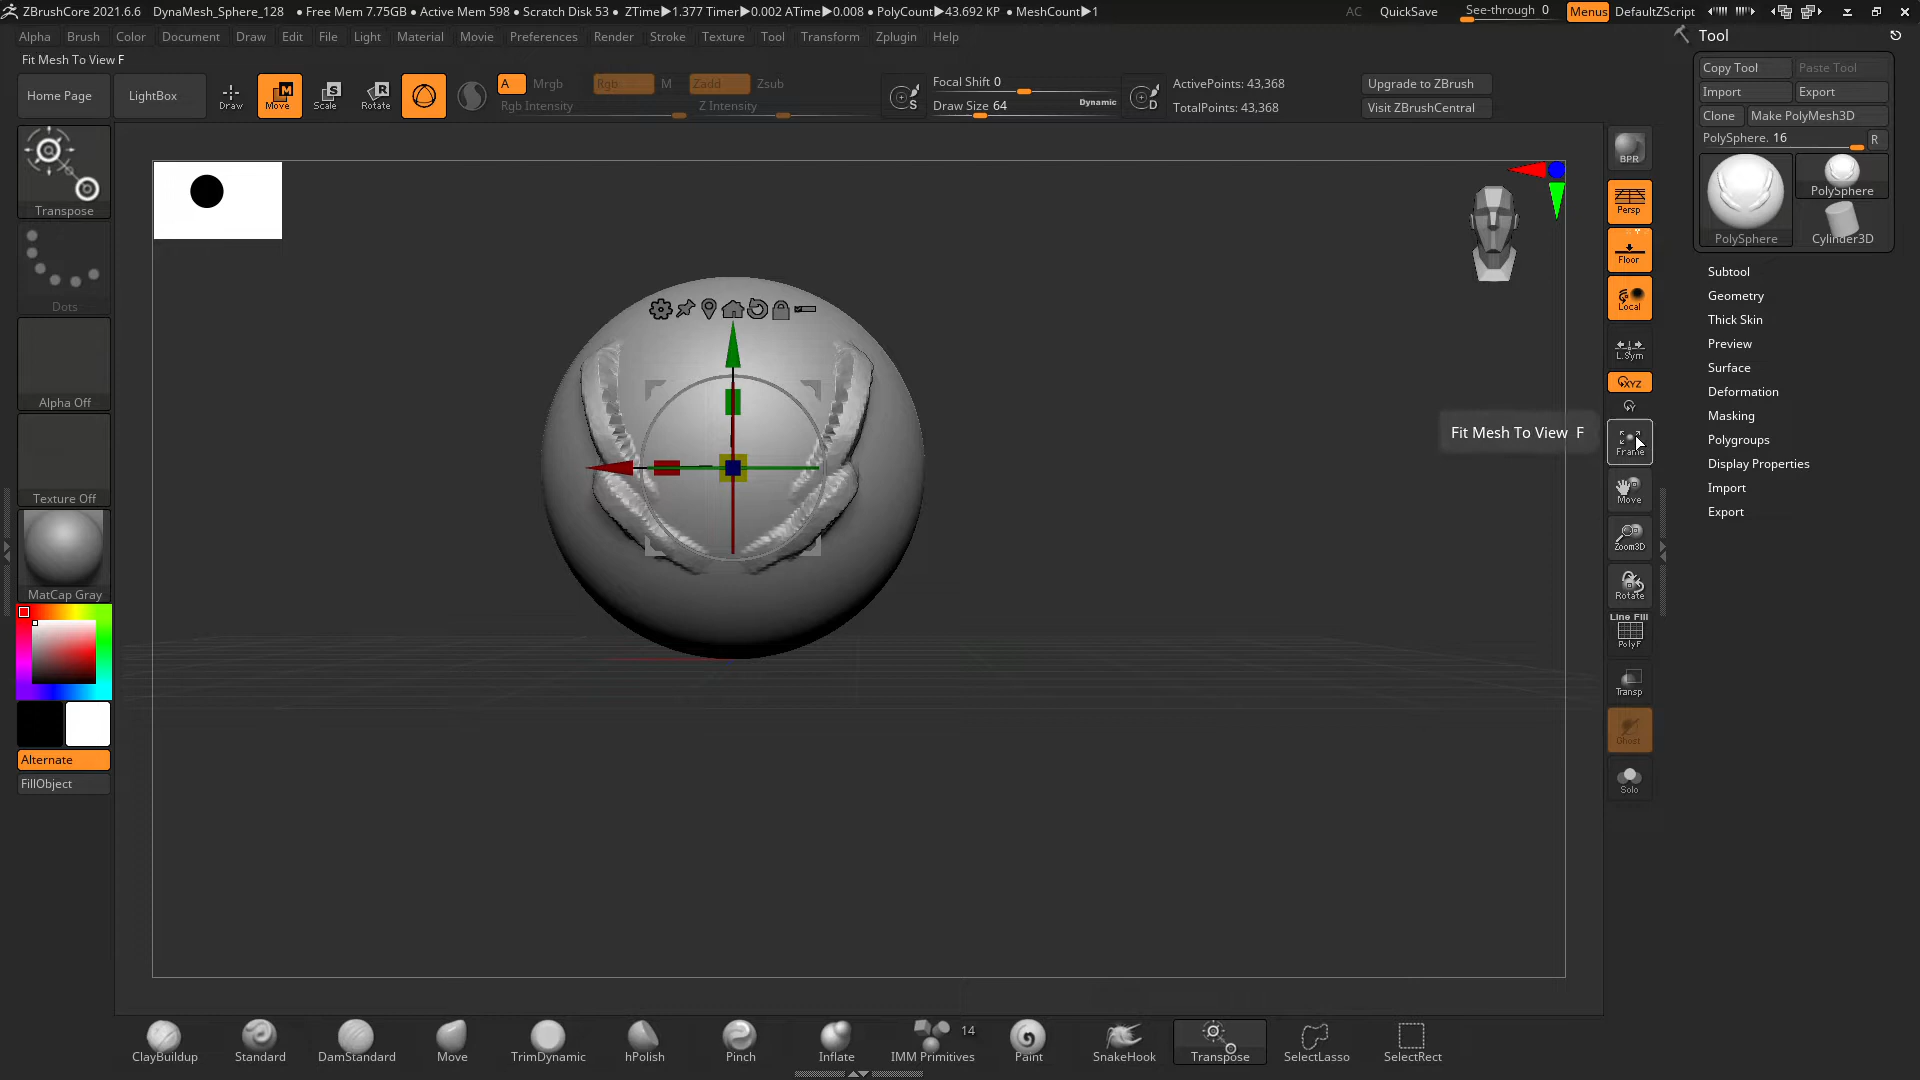 ZBrushCore 2021.6.6 DynaMesh_Sphere_128 • Free Mem 7.75GB • Active Mem 598 • Scratch Disk 53 • ZTime▶1.377 Timer▶0.002 ATime▶0.008 • PolyCount▶43.692 KP • MeshCount▶1 AC QuickSave See-through 0 Menus DefaultZScript
Alpha Brush Color Document Draw Edit File Light Material Movie Preferences Render Stroke Texture Tool Transform Zplugin Help
Tool
Fit Mesh To View F
Copy Tool Paste Tool
Import Export
Clone Make PolyMesh3D
PolySphere. 16 R
PolySphere
PolySphere
Cylinder3D
Home Page LightBox Draw Move Scale Rotate
A Mrgb Rgb M Zadd Zsub
Rgb Intensity Z Intensity
S Focal Shift 0
Draw Size 64 Dynamic
D ActivePoints: 43,368
TotalPoints: 43,368
Upgrade to ZBrush
Visit ZBrushCentral
Transpose
Dots
Alpha Off
Texture Off
MatCap Gray
Alternate
FillObject
BPR
Persp
Floor
Local
L.Sym
XYZ
Y
Fit Mesh To View F
Frame
Move
Zoom3D
Rotate
Line Fill
PolyF
Transp
Ghost
Solo
Subtool
Geometry
Thick Skin
Preview
Surface
Deformation
Masking
Polygroups
Display Properties
Import
Export
ClayBuildup Standard DamStandard Move TrimDynamic hPolish Pinch Inflate IMM Primitives 14 Paint SnakeHook Transpose SelectLasso SelectRect